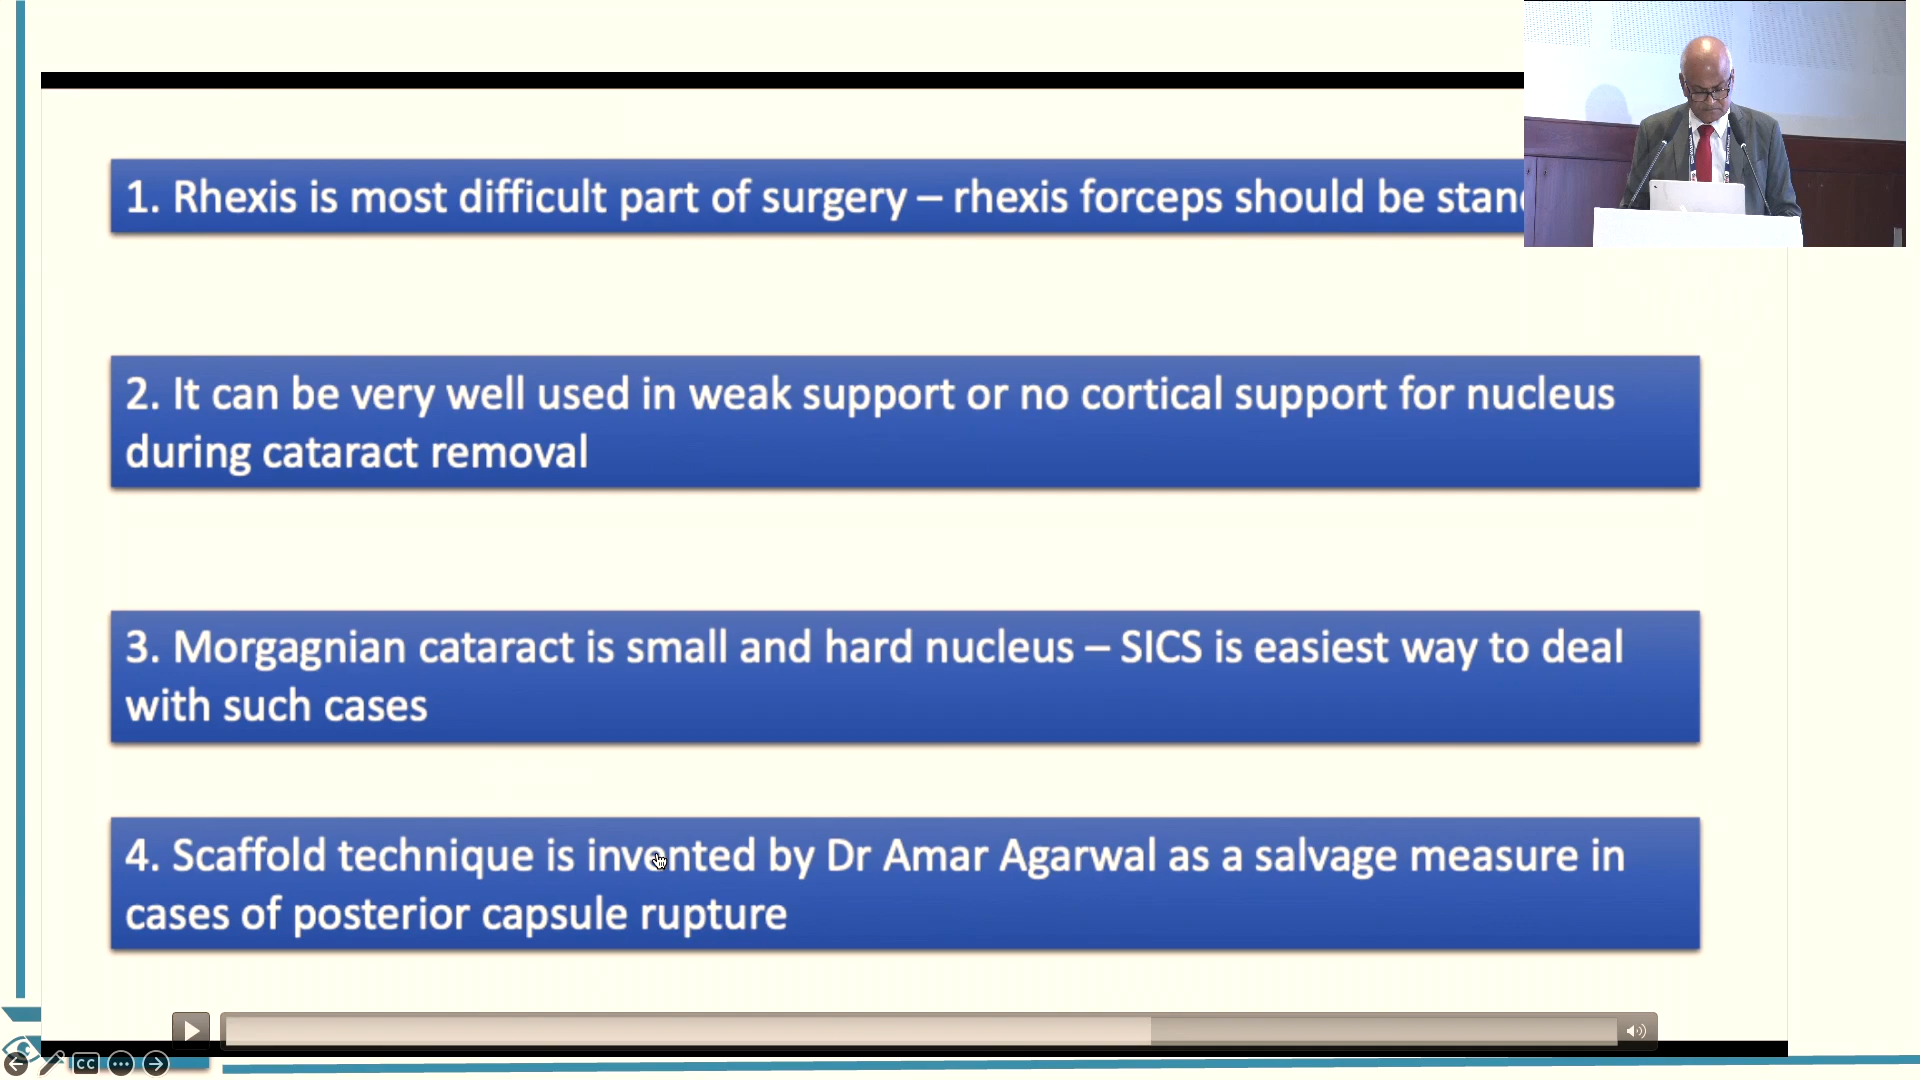 1. Rhexis is most difficult part of surgery – rhexis forceps should be
2. It can be very well used in weak support or no cortical support for nucleus
during cataract removal
3. Morgagnian cataract is small and hard nucleus – SICS is easiest way to deal
with such cases
4. Scaffold technique is invented by Dr Amar Agarwal as a salvage measure in
cases of posterior capsule rupture
CC